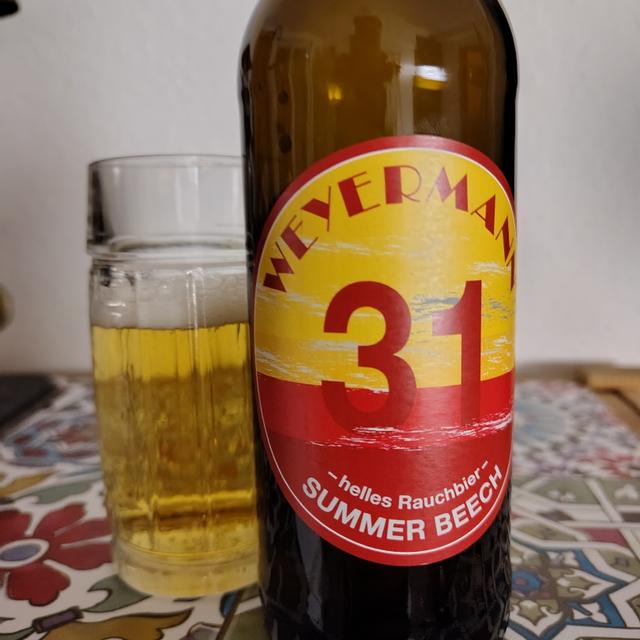 WEYERMANN
31
-helles Rauchbier-
SUMMER BEECH